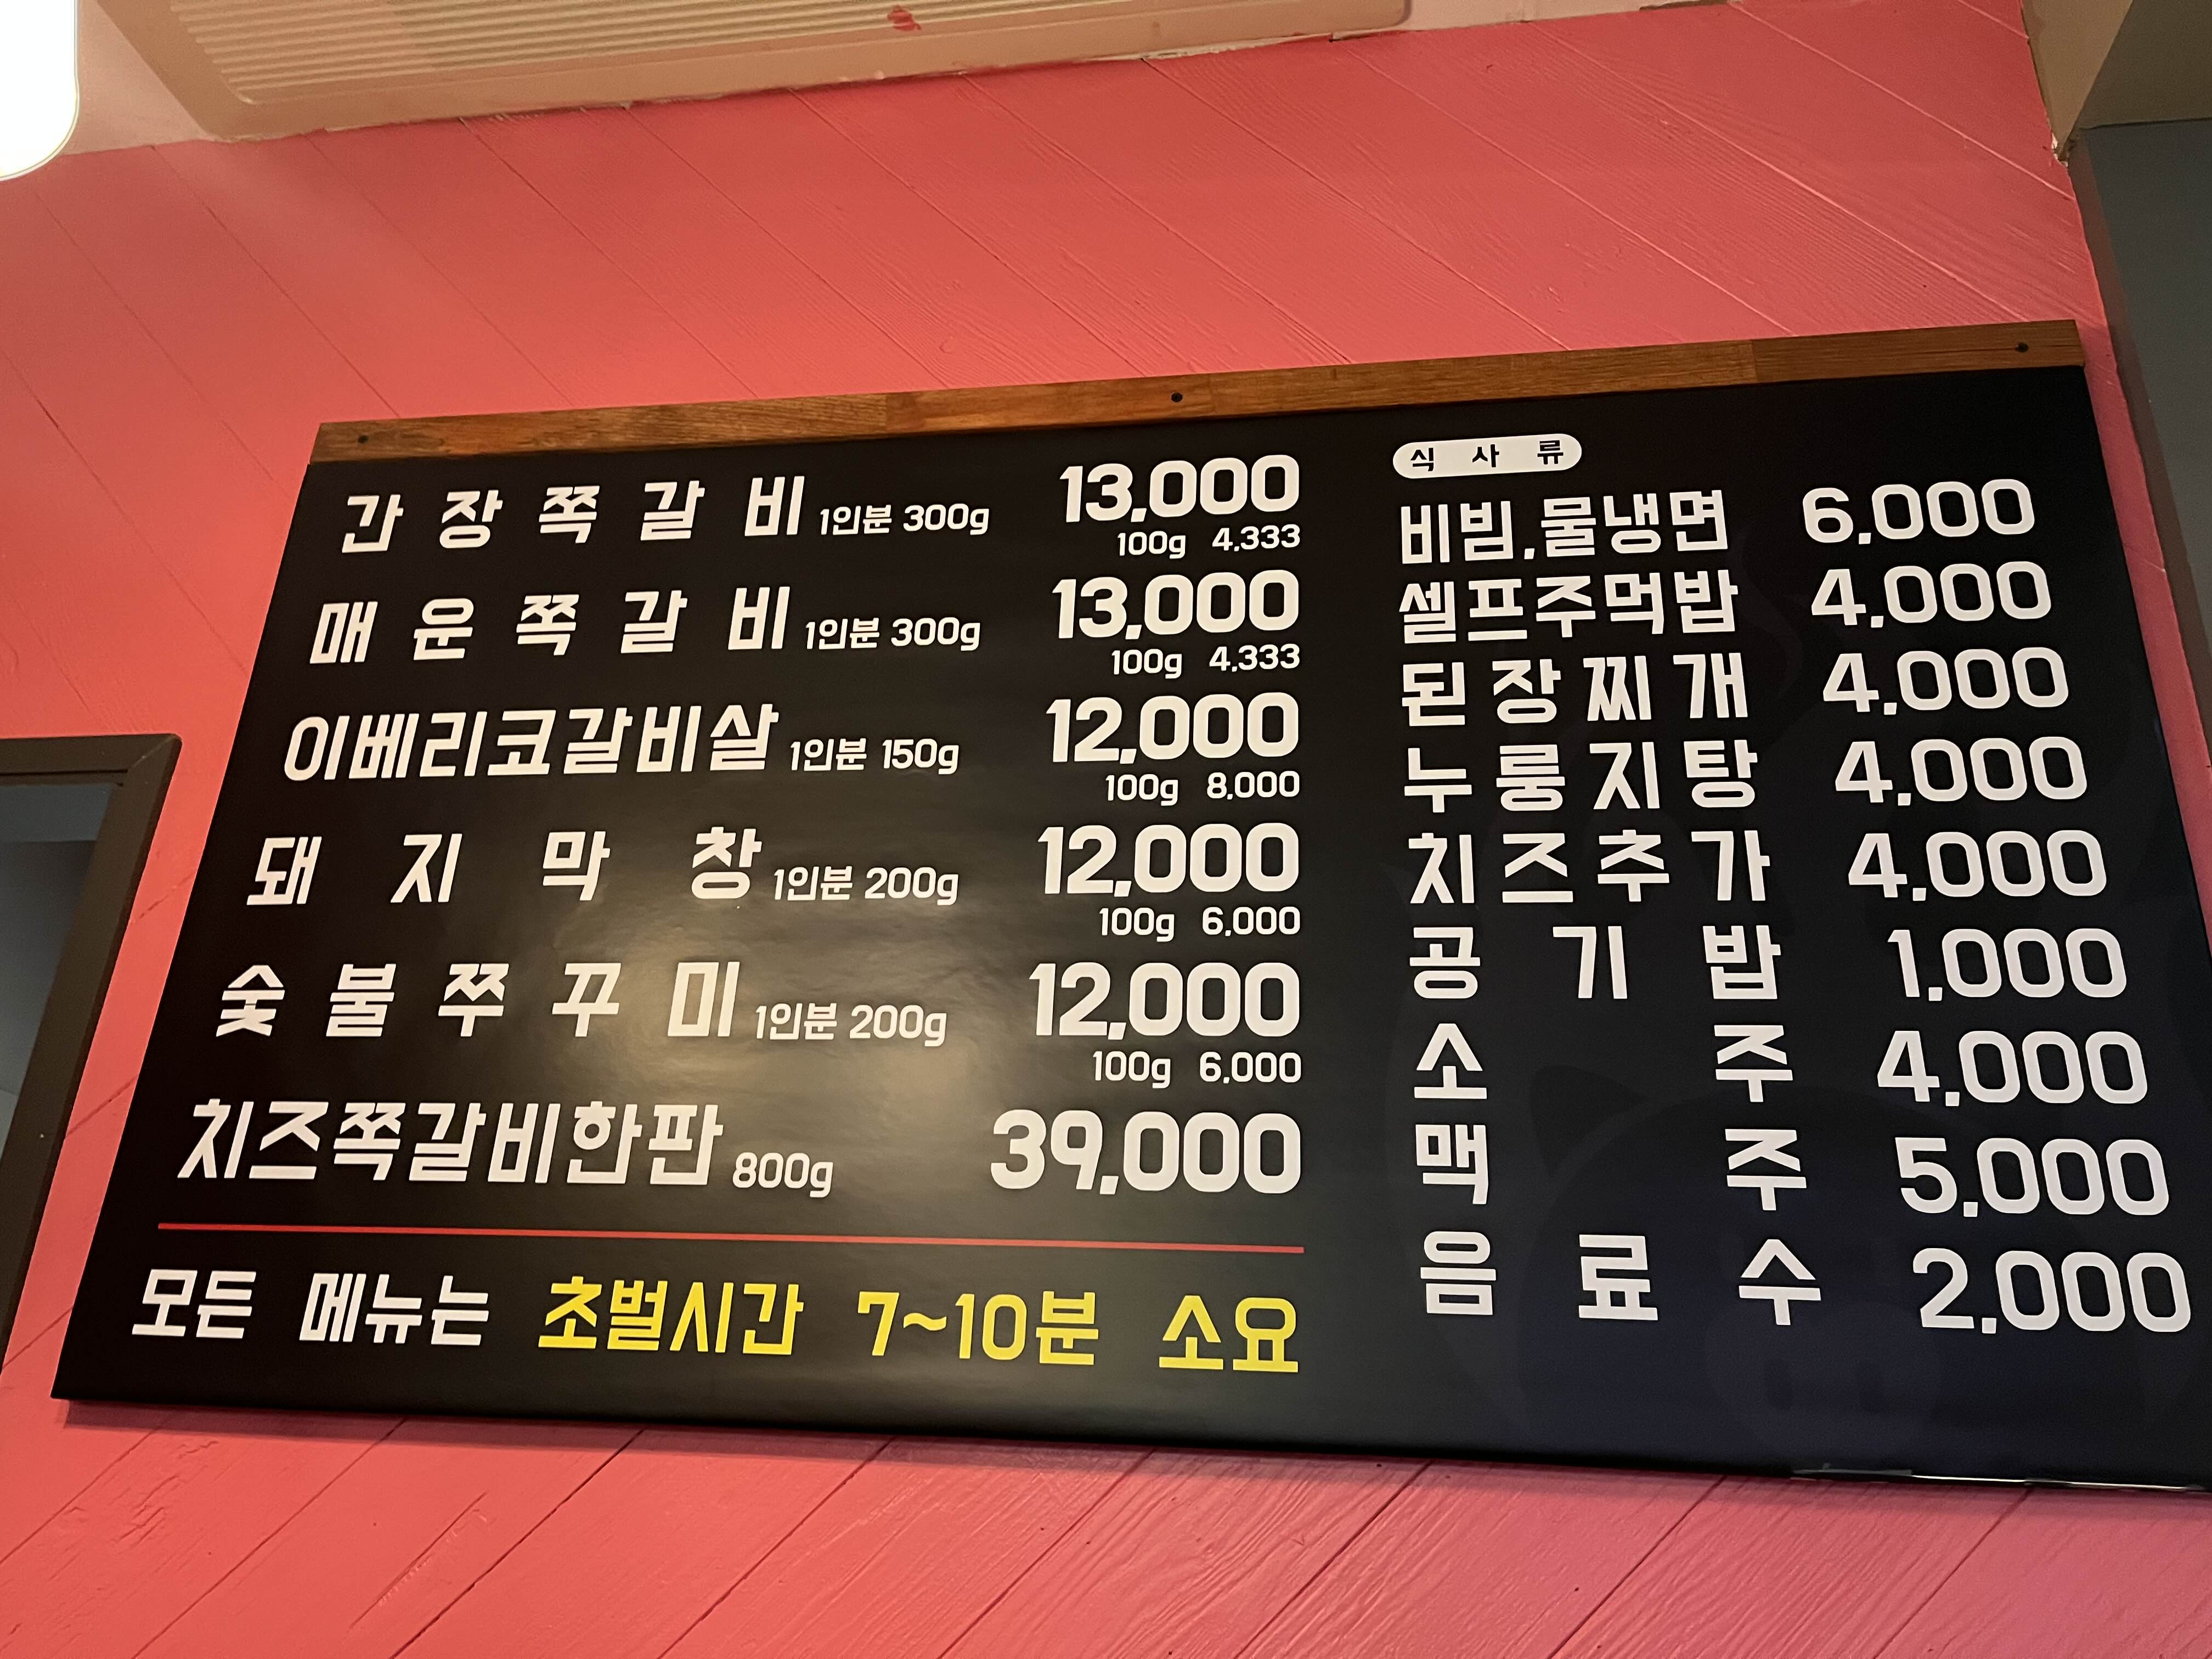 간장쪽갈비 1인분 300g 13,000
100g 4.333
매운쪽갈비 1인분 300g 13,000
100g 4.333
이베리코갈비살 1인분 150g 12,000
100g 8,000
돼지막창 1인분 200g 12,000
100g 6,000
숯불쭈꾸미 1인분 200g 12,000
100g 6,000
치즈쪽갈비한판 800g 39,000
모든 메뉴는 초벌시간 7~10분 소요
식사류
비빔.물냉면 6.000
셀프주먹밥 4.000
된장찌개 4.000
누룽지탕 4.000
치즈추가 4.000
공기밥 1.000
소주 4.000
맥주 5.000
음료수 2.000